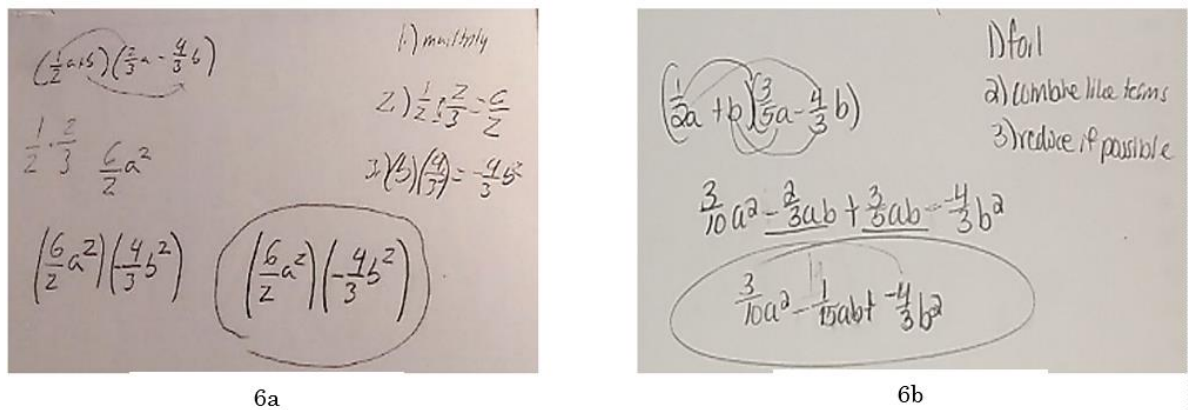 (1/2 a+b)(2/3 a - 4/3 b)
1.) multiply
2.) 1/2 · 2/3 = 6/2
1/2 · 2/3 6/2 a²
3.) (b)(4/3) = -4/3 b²
(6/2 a²)(-4/3 b²) (6/2 a²)(-4/3 b²)
6a
1) foil
(1/2a + b)(3/5a - 4/3 b)
2) combine like terms
3) reduce if possible
3/10 a² - 2/3 ab + 3/5 ab - -4/3 b²
3/10 a² - 1/15 ab + -4/3 b²
6b